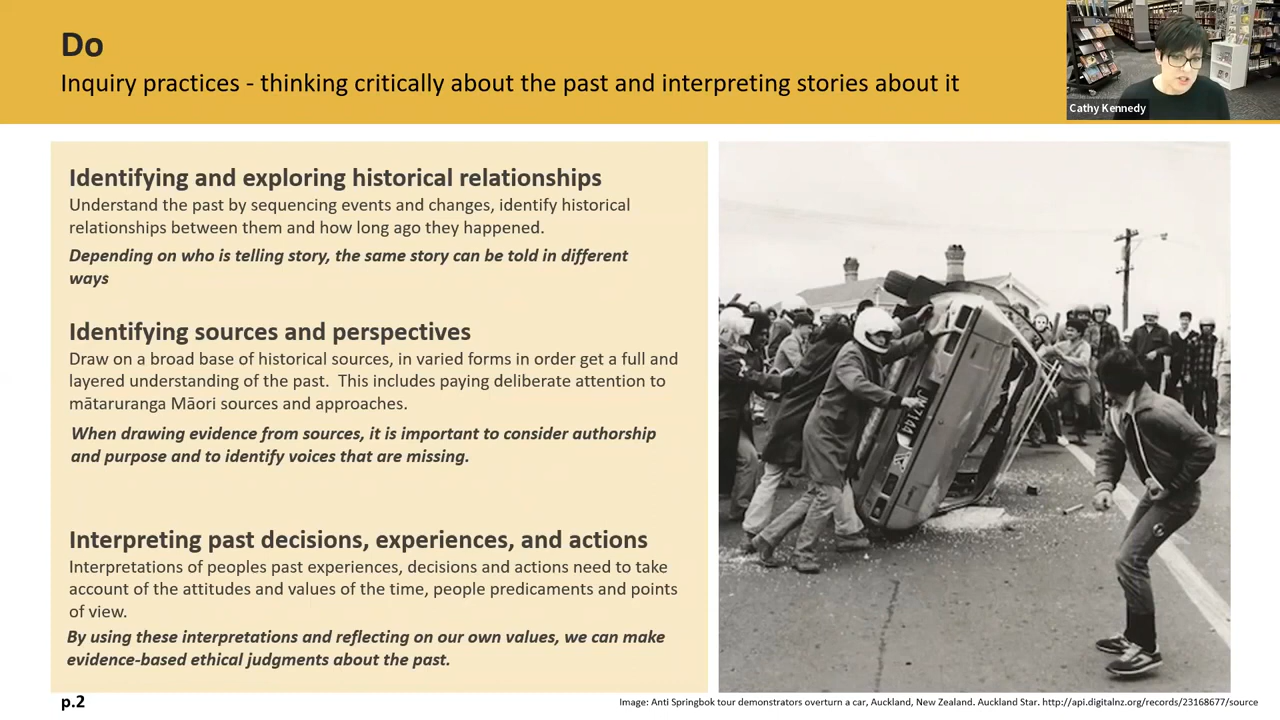 Do
Inquiry practices - thinking critically about the past and interpreting stories about it
Cathy Kennedy
Identifying and exploring historical relationships
Understand the past by sequencing events and changes, identify historical
relationships between them and how long ago they happened.
Depending on who is telling story, the same story can be told in different
ways
Identifying sources and perspectives
Draw on a broad base of historical sources, in varied forms in order get a full and
layered understanding of the past.  This includes paying deliberate attention to
mātaruranga Māori sources and approaches.
When drawing evidence from sources, it is important to consider authorship
and purpose and to identify voices that are missing.
Interpreting past decisions, experiences, and actions
Interpretations of peoples past experiences, decisions and actions need to take
account of the attitudes and values of the time, people predicaments and points
of view.
By using these interpretations and reflecting on our own values, we can make
evidence-based ethical judgments about the past.
p.2
Image: Anti Springbok tour demonstrators overturn a car, Auckland, New Zealand. Auckland Star. http://api.digitalnz.org/records/23168677/source